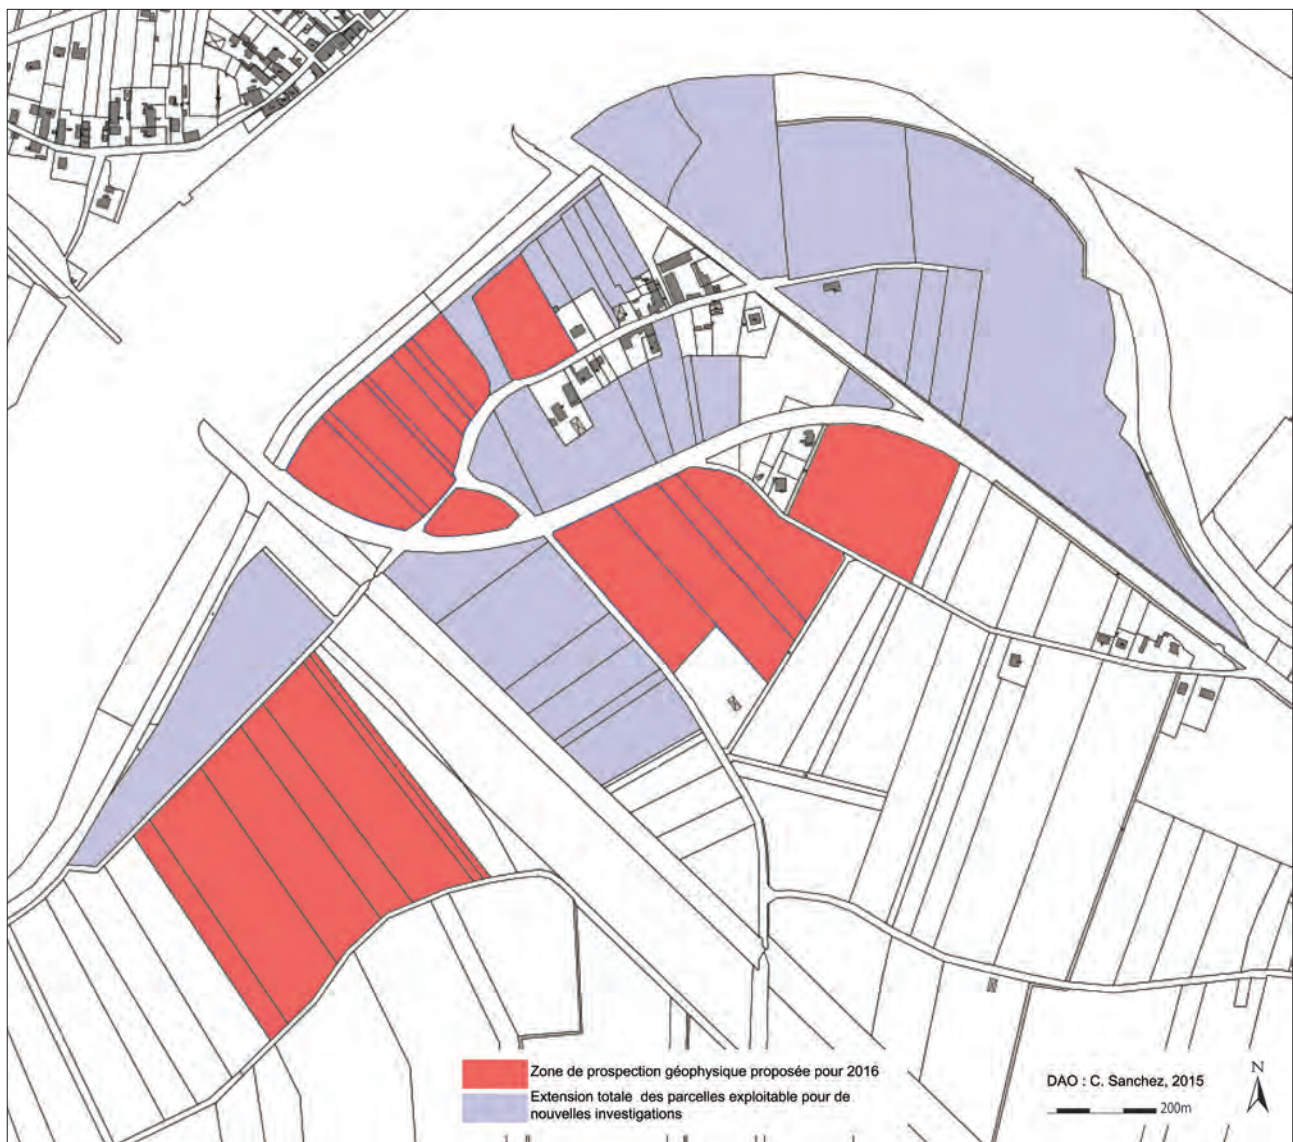 Zone de prospection géophysique proposée pour 2016
Extension totale des parcelles exploitable pour de
nouvelles investigations
DAO : C. Sanchez, 2015
200m
N